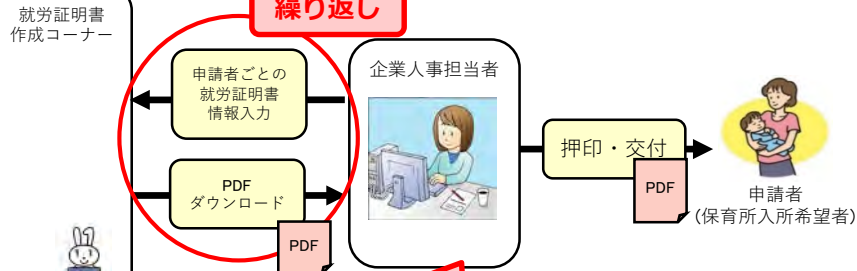 就労証明書
作成コーナー
繰り返し
申請者ごとの
就労証明書
情報入力
企業人事担当者
PDF
ダウンロード
PDF
押印・交付
PDF
申請者
(保育所入所希望者)